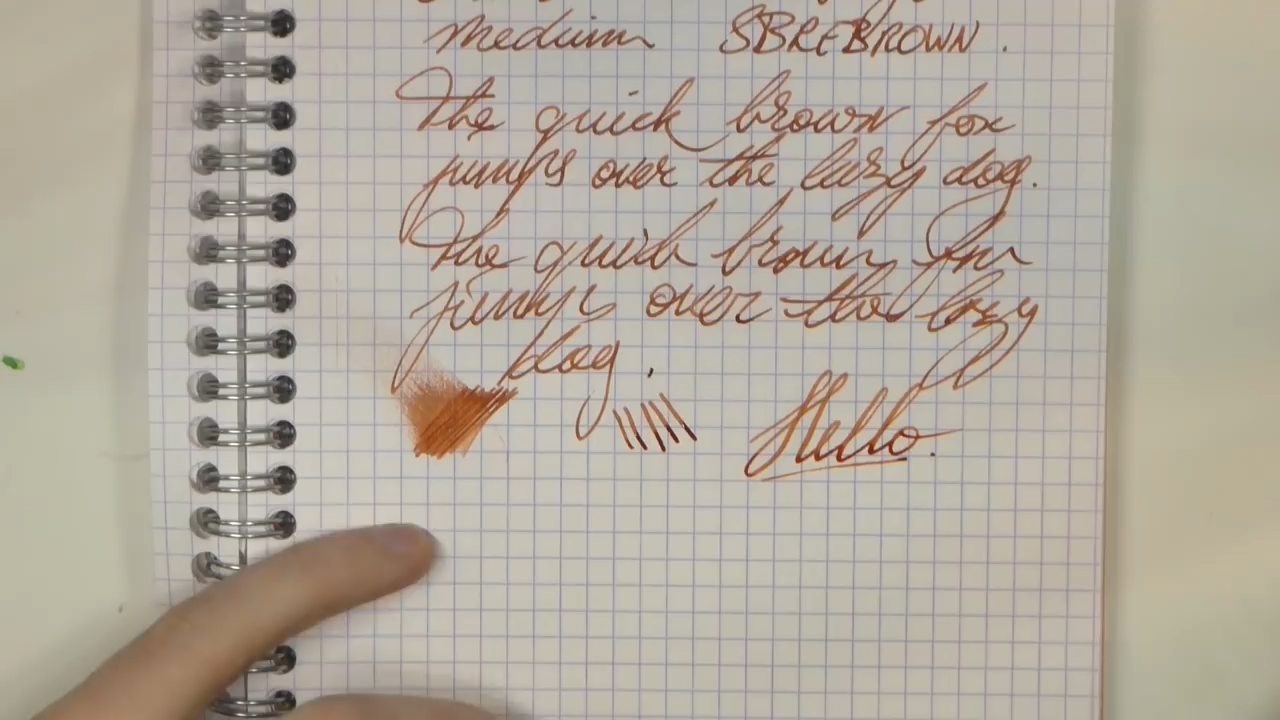 medium SBREBROWN.
The quick brown fox
jumps over the lazy dog.
The quick brown fox
jumps over the lazy
dog.
Hello.